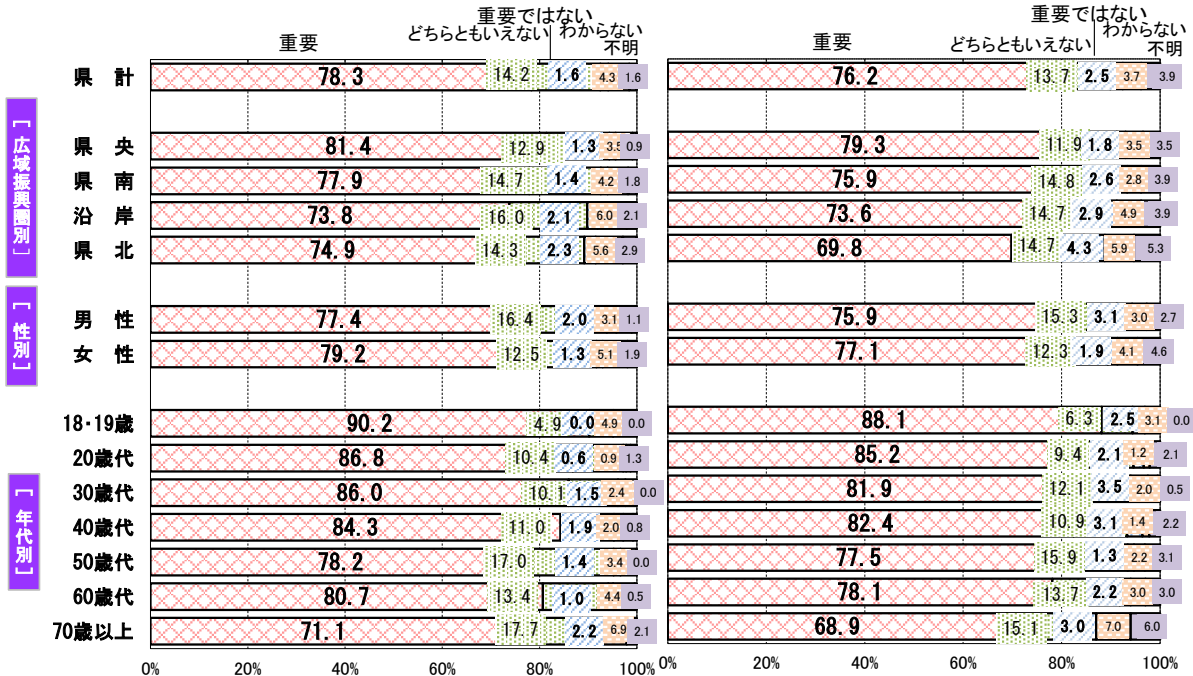 重要ではない 重要ではない
どちらともいえない わからない わからない
重要 不明 重要 どちらともいえない 不明
県 計 78.3 14.2 1.6 4.3 1.6 76.2 13.7 2.5 3.7 3.9
[広域振興圏別]
県 央 81.4 12.9 1.3 3.5 0.9 79.3 11.9 1.8 3.5 3.5
県 南 77.9 14.7 1.4 4.2 1.8 75.9 14.8 2.6 2.8 3.9
沿 岸 73.8 16.0 2.1 6.0 2.1 73.6 14.7 2.9 4.9 3.9
県 北 74.9 14.3 2.3 5.6 2.9 69.8 14.7 4.3 5.9 5.3
[性別]
男 性 77.4 16.4 2.0 3.1 1.1 75.9 15.3 3.1 3.0 2.7
女 性 79.2 12.5 1.3 5.1 1.9 77.1 12.3 1.9 4.1 4.6
[年代別]
18・19歳 90.2 4.9 0.0 4.9 0.0 88.1 6.3 2.5 3.1 0.0
20歳代 86.8 10.4 0.6 0.9 1.3 85.2 9.4 2.1 1.2 2.1
30歳代 86.0 10.1 1.5 2.4 0.0 81.9 12.1 3.5 2.0 0.5
40歳代 84.3 11.0 1.9 2.0 0.8 82.4 10.9 3.1 1.4 2.2
50歳代 78.2 17.0 1.4 3.4 0.0 77.5 15.9 1.3 2.2 3.1
60歳代 80.7 13.4 1.0 4.4 0.5 78.1 13.7 2.2 3.0 3.0
70歳以上 71.1 17.7 2.2 6.9 2.1 68.9 15.1 3.0 7.0 6.0
0% 20% 40% 60% 80% 100% 0% 20% 40% 60% 80% 100%